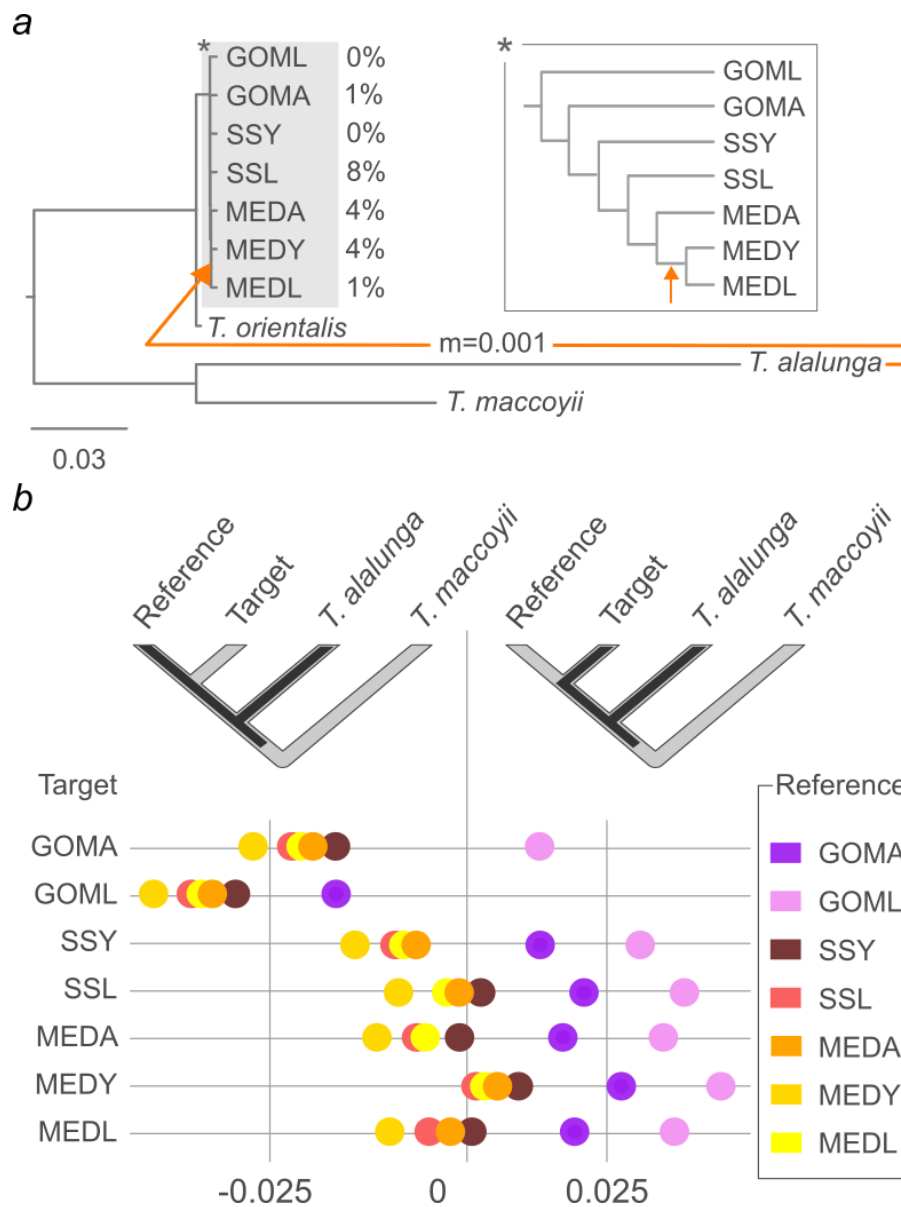 a
*
GOML 0%
GOMA 1%
SSY 0%
SSL 8%
MEDA 4%
MEDY 4%
MEDL 1%
T. orientalis
m=0.001
T. alalunga
T. maccoyii
0.03
*
GOML
GOMA
SSY
SSL
MEDA
MEDY
MEDL
b
Reference
Target
T. alalunga
T. maccoyii
Reference
Target
T. alalunga
T. maccoyii
Target
GOMA
GOML
SSY
SSL
MEDA
MEDY
MEDL
-0.025 0 0.025
Reference
GOMA
GOML
SSY
SSL
MEDA
MEDY
MEDL